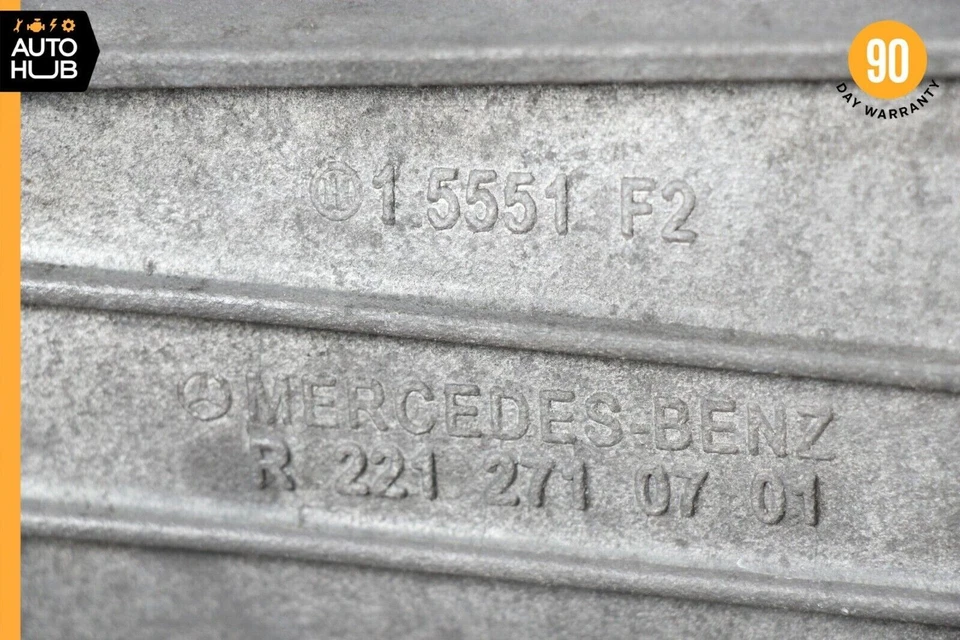 AUTO
HUB
90
DAY WARRANTY
1.5551 F2
MERCEDES-BENZ
R 221 271 07 01